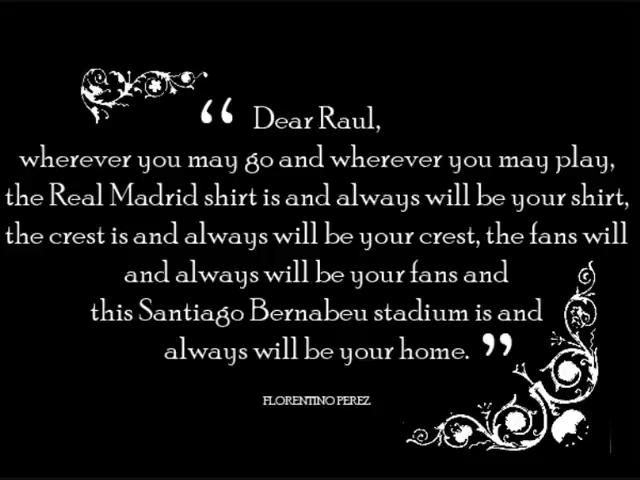 “ Dear Raul,
wherever you may go and wherever you may play,
the Real Madrid shirt is and always will be your shirt,
the crest is and always will be your crest, the fans will
and always will be your fans and
this Santiago Bernabeu stadium is and
always will be your home. ”
FLORENTINO PEREZ